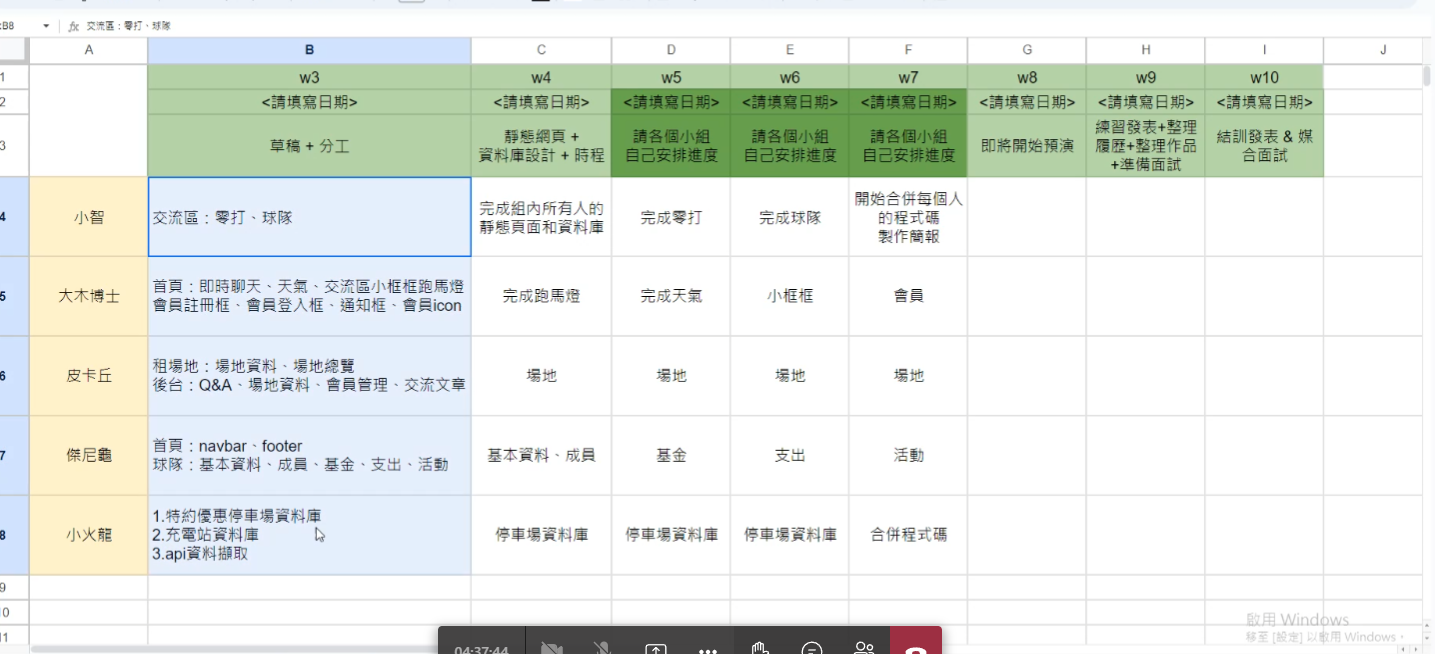 B8 fx 交流區：零打、球隊
A B C D E F G H I J
1 w3 w4 w5 w6 w7 w8 w9 w10
2 <請填寫日期> <請填寫日期> <請填寫日期> <請填寫日期> <請填寫日期> <請填寫日期> <請填寫日期> <請填寫日期>
3
草稿 + 分工
靜態網頁 +
資料庫設計 + 時程
請各個小組
自己安排進度
請各個小組
自己安排進度
請各個小組
自己安排進度
即將開始預演
練習發表+整理
履歷+整理作品
+準備面試
結訓發表 & 媒
合面試
4
小智
交流區：零打、球隊
完成組內所有人的
靜態頁面和資料庫
完成零打
完成球隊
開始合併每個人
的程式碼
製作簡報
5
大木博士
首頁：即時聊天、天氣、交流區小框框跑馬燈
會員註冊框、會員登入框、通知框、會員icon
完成跑馬燈
完成天氣
小框框
會員
6
皮卡丘
租場地：場地資料、場地總覽
後台：Q&A、場地資料、會員管理、交流文章
場地
場地
場地
場地
7
傑尼龜
首頁：navbar、footer
球隊：基本資料、成員、基金、支出、活動
基本資料、成員
基金
支出
活動
8
小火龍
1.特約優惠停車場資料庫
2.充電站資料庫
3.api資料擷取
停車場資料庫
停車場資料庫
停車場資料庫
合併程式碼
9
10
11
啟用 Windows
移至 [設定] 以啟用 Windows。
04:37:44